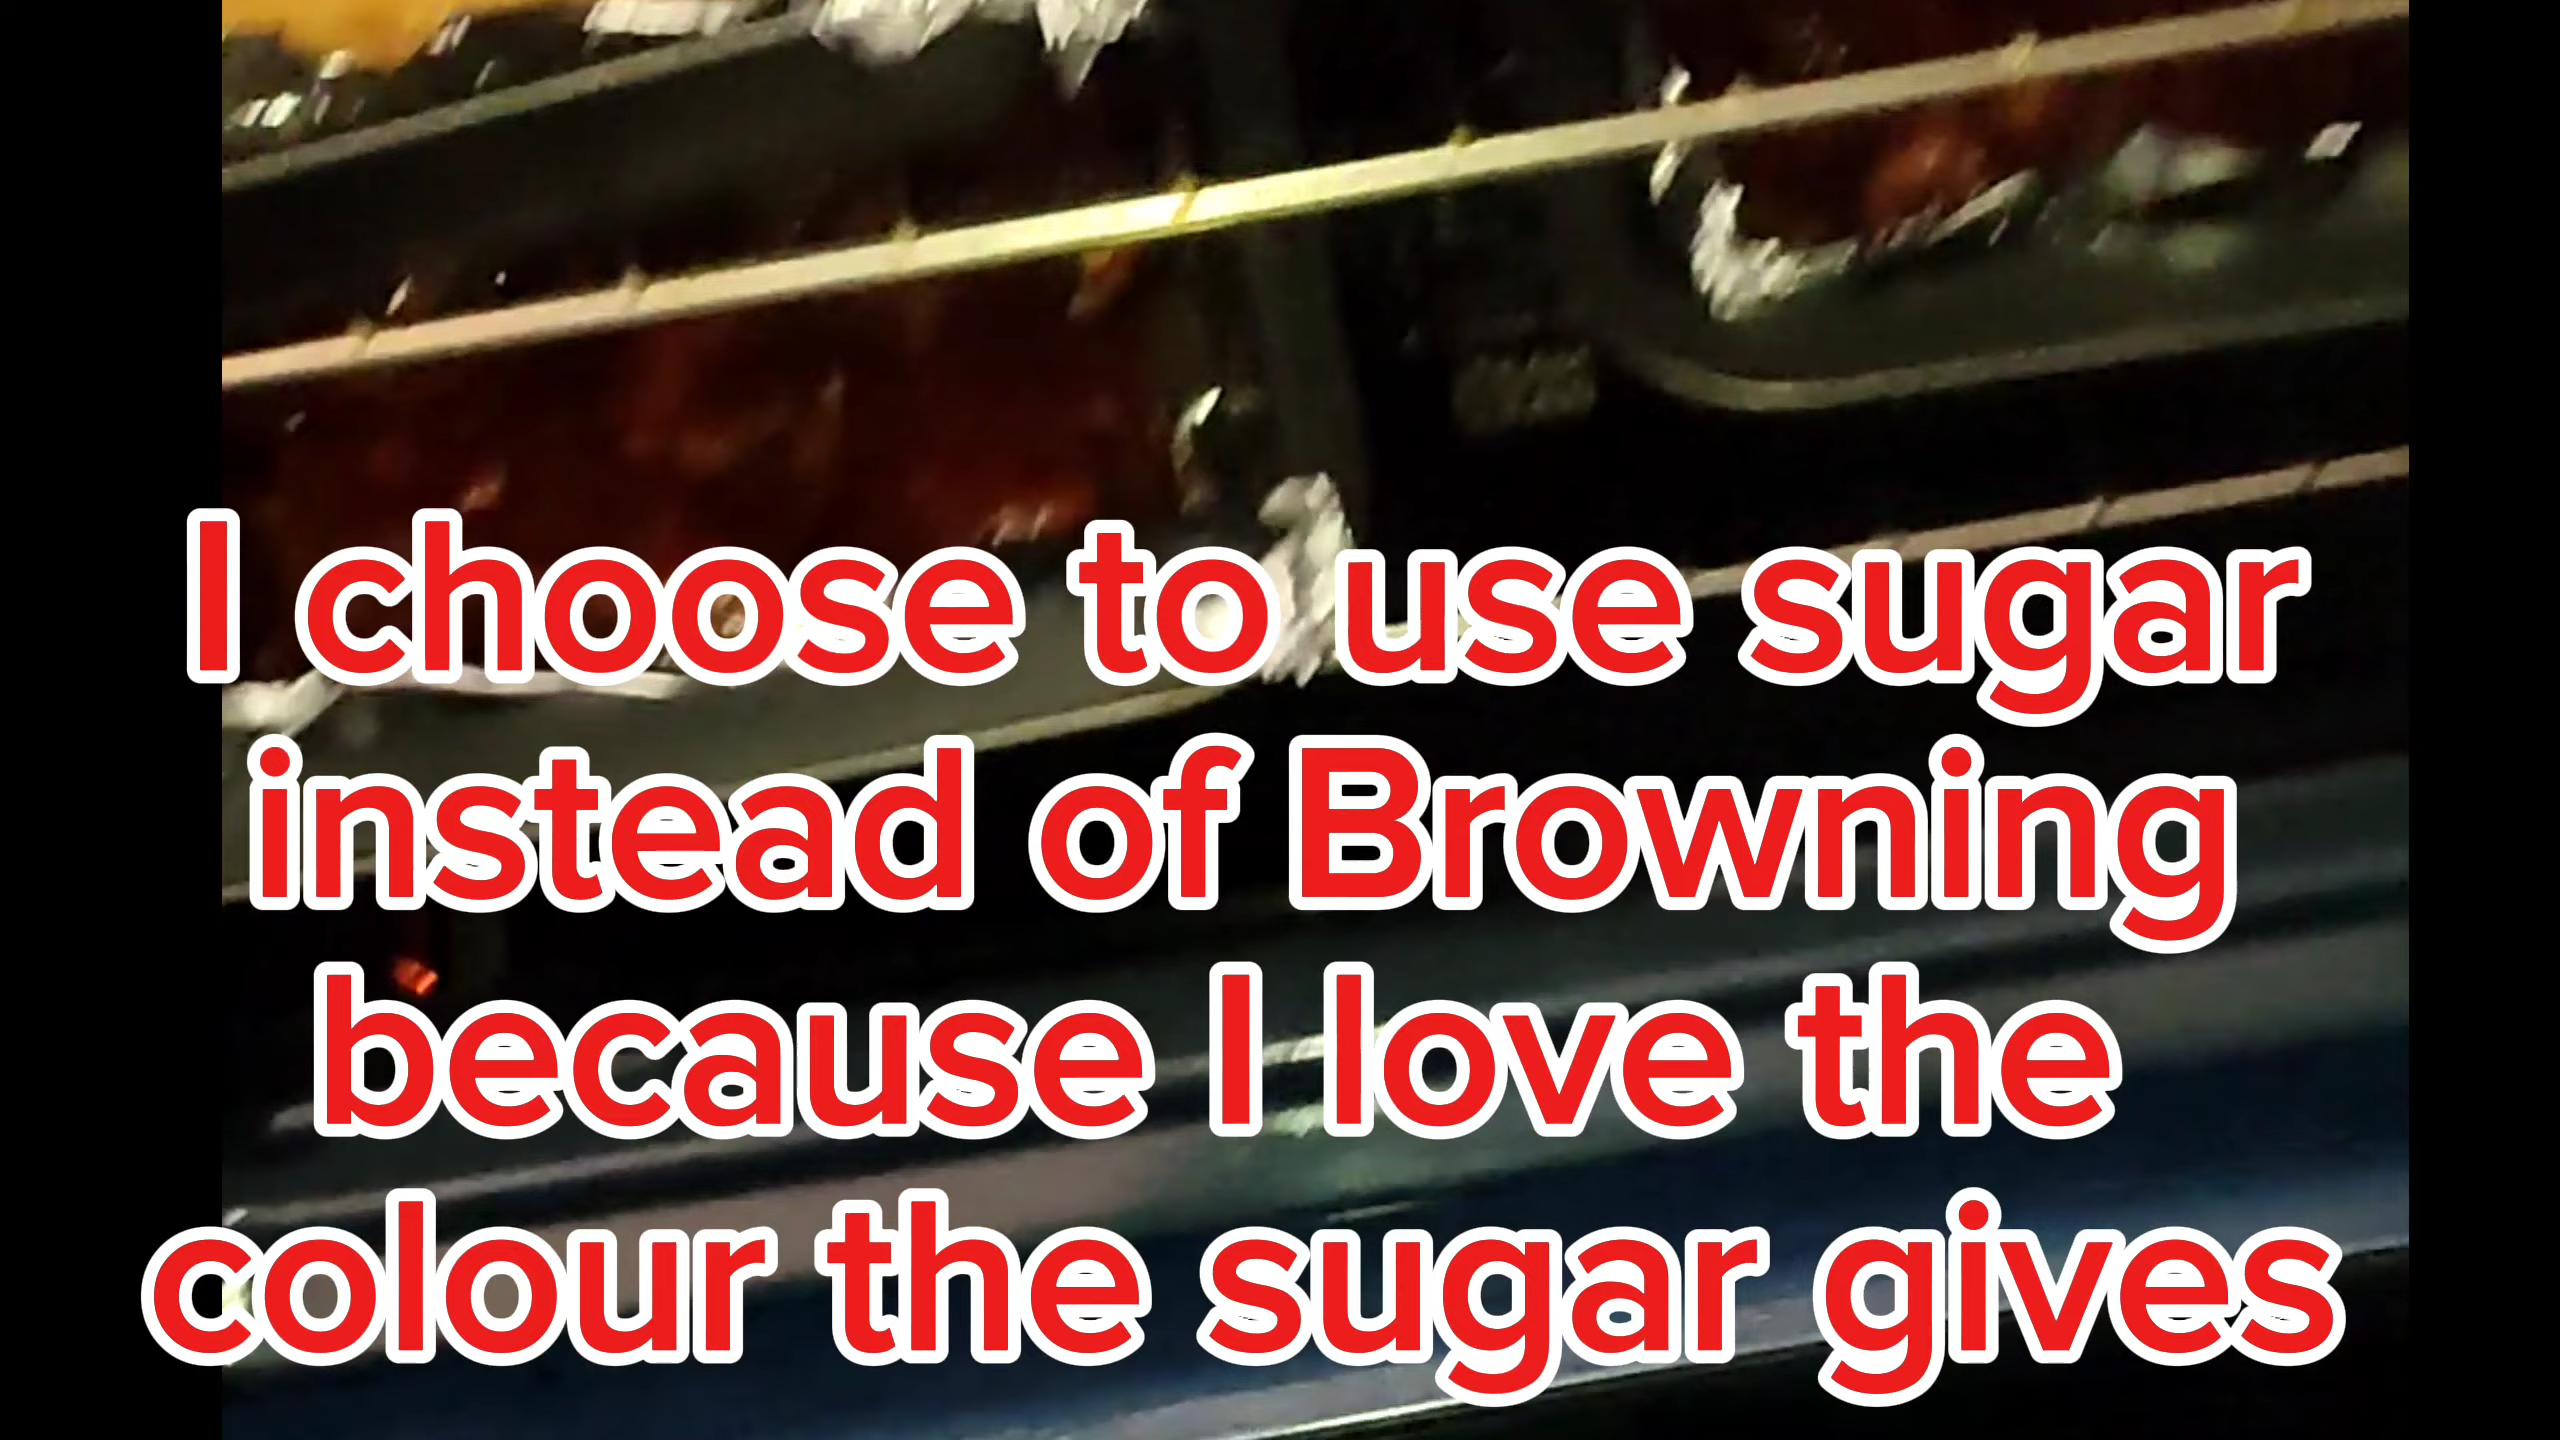 I choose to use sugar
instead of Browning
because I love the
colour the sugar gives